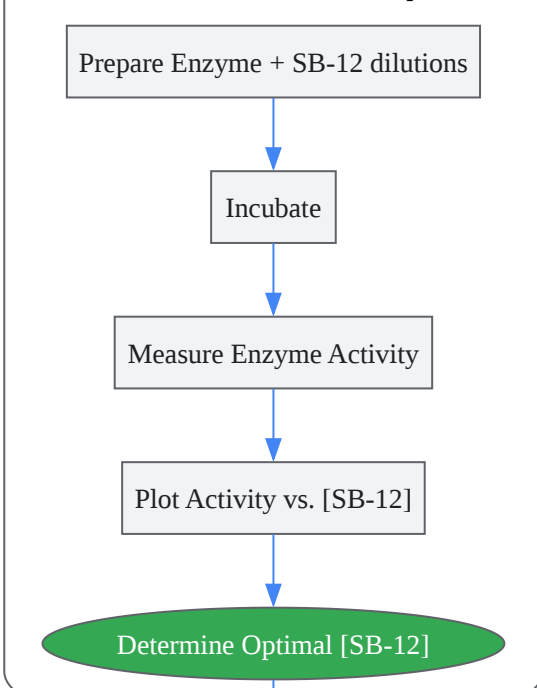 Prepare Enzyme + SB-12 dilutions
Incubate
Measure Enzyme Activity
Plot Activity vs. [SB-12]
Determine Optimal [SB-12]